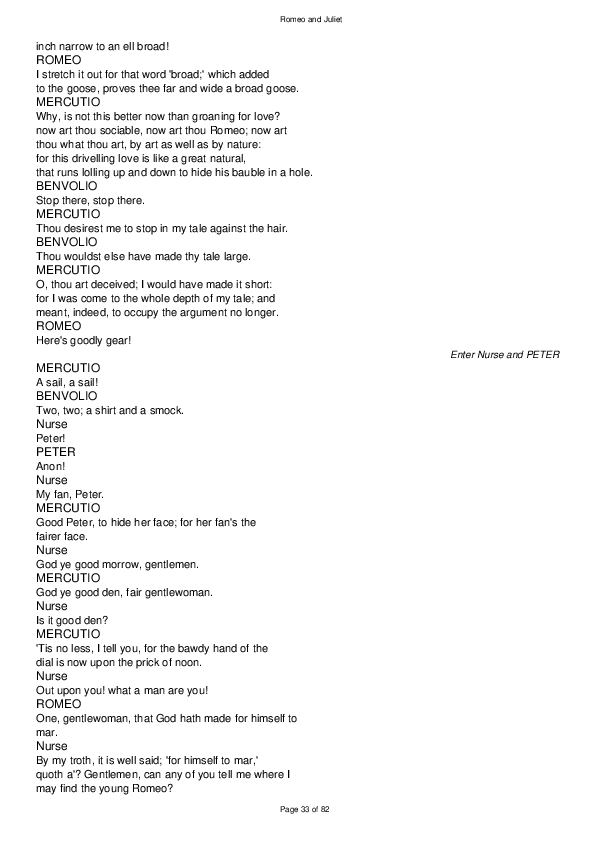 Romeo and Juliet
inch narrow to an ell broad!
ROMEO
I stretch it out for that word 'broad;' which added
to the goose, proves thee far and wide a broad goose.
MERCUTIO
Why, is not this better now than groaning for love?
now art thou sociable, now art thou Romeo; now art
thou what thou art, by art as well as by nature:
for this drivelling love is like a great natural,
that runs lolling up and down to hide his bauble in a hole.
BENVOLIO
Stop there, stop there.
MERCUTIO
Thou desirest me to stop in my tale against the hair.
BENVOLIO
Thou wouldst else have made thy tale large.
MERCUTIO
O, thou art deceived; I would have made it short:
for I was come to the whole depth of my tale; and
meant, indeed, to occupy the argument no longer.
ROMEO
Here's goodly gear!
Enter Nurse and PETER
MERCUTIO
A sail, a sail!
BENVOLIO
Two, two; a shirt and a smock.
Nurse
Peter!
PETER
Anon!
Nurse
My fan, Peter.
MERCUTIO
Good Peter, to hide her face; for her fan's the
fairer face.
Nurse
God ye good morrow, gentlemen.
MERCUTIO
God ye good den, fair gentlewoman.
Nurse
Is it good den?
MERCUTIO
'Tis no less, I tell you, for the bawdy hand of the
dial is now upon the prick of noon.
Nurse
Out upon you! what a man are you!
ROMEO
One, gentlewoman, that God hath made for himself to
mar.
Nurse
By my troth, it is well said; 'for himself to mar,'
quoth a'? Gentlemen, can any of you tell me where I
may find the young Romeo?
Page 33 of 82